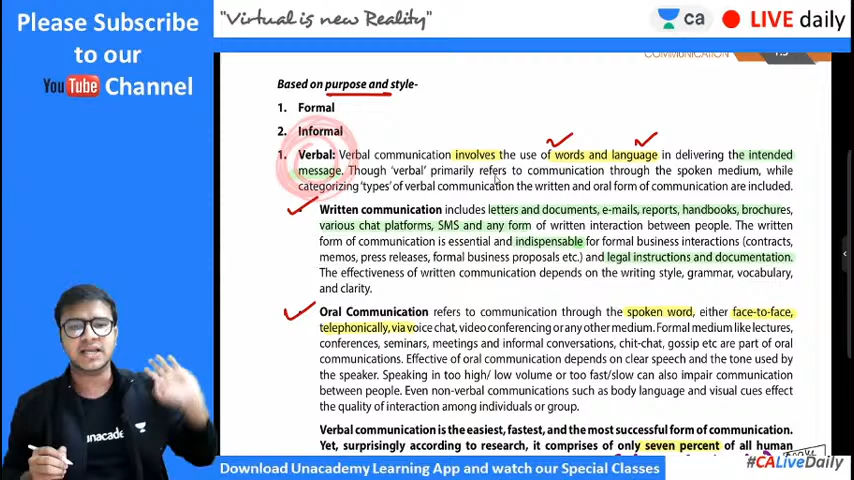 Please Subscribe
to our
YouTube Channel
"Virtual is new Reality"
ca
LIVE daily
COMMUNICATION
Based on purpose and style-
1. Formal
2. Informal
1. Verbal: Verbal communication involves the use of words and language in delivering the intended
message. Though 'verbal' primarily refers to communication through the spoken medium, while
categorizing 'types' of verbal communication the written and oral form of communication are included.
Written communication includes letters and documents, e-mails, reports, handbooks, brochures,
various chat platforms, SMS and any form of written interaction between people. The written
form of communication is essential and indispensable for formal business interactions (contracts,
memos, press releases, formal business proposals etc.) and legal instructions and documentation.
The effectiveness of written communication depends on the writing style, grammar, vocabulary,
and clarity.
Oral Communication refers to communication through the spoken word, either face-to-face,
telephonically, via voice chat, video conferencing or any other medium. Formal medium like lectures,
conferences, seminars, meetings and informal conversations, chit-chat, gossip etc are part of oral
communications. Effective of oral communication depends on clear speech and the tone used by
the speaker. Speaking in too high/ low volume or too fast/slow can also impair communication
between people. Even non-verbal communications such as body language and visual cues effect
the quality of interaction among individuals or group.
Verbal communication is the easiest, fastest, and the most successful form of communication.
Yet, surprisingly according to research, it comprises of only seven percent of all human
unacade
Download Unacademy Learning App and watch our Special Classes
#CALiveDaily